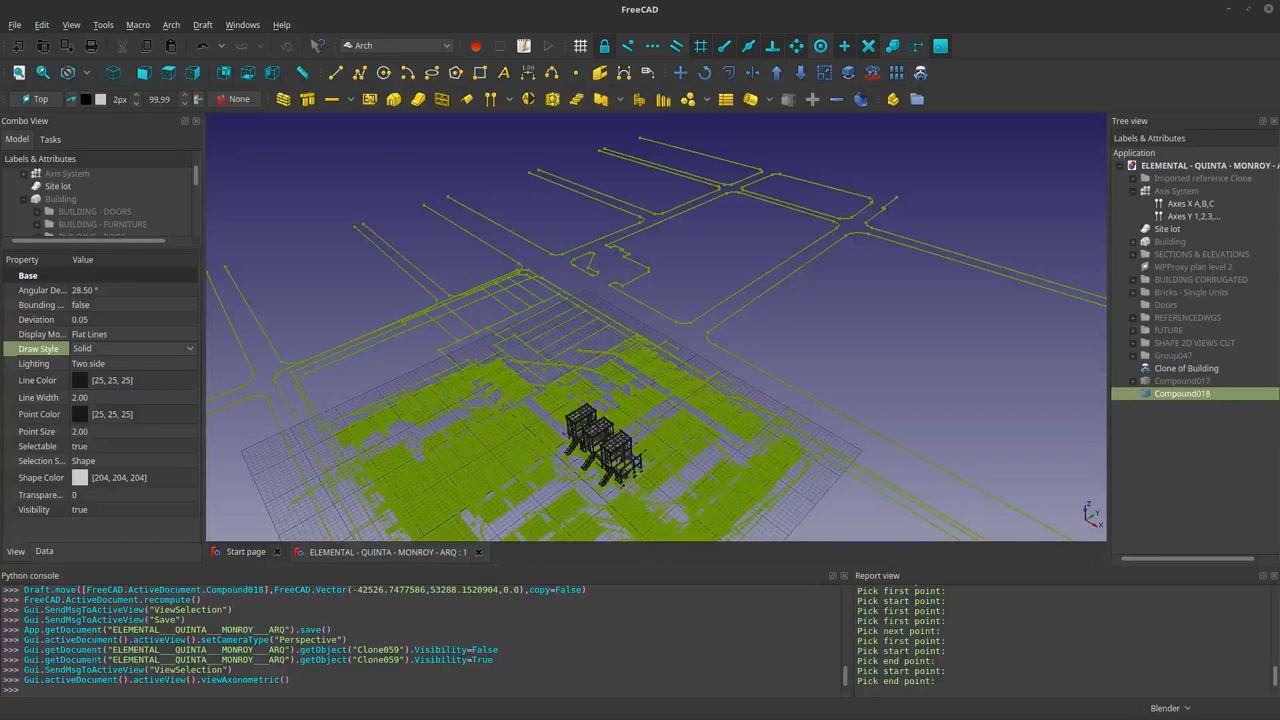 FreeCAD
File Edit View Tools Macro Arch Draft Windows Help
Arch
Top 2px 99.99 None
Combo View
Model Tasks
Labels & Attributes
Axis System
Site lot
Building
BUILDING - DOORS
BUILDING - FURNITURE
Property Value
Base
Angular De... 28.50 °
Bounding ... false
Deviation 0.05
Display Mo... Flat Lines
Draw Style Solid
Lighting Two side
Line Color [25, 25, 25]
Line Width 2.00
Point Color [25, 25, 25]
Point Size 2.00
Selectable true
Selection S... Shape
Shape Color [204, 204, 204]
Transpare... 0
Visibility true
View Data
Start page
ELEMENTAL - QUINTA - MONROY - ARQ : 1
Tree view
Labels & Attributes
Application
ELEMENTAL - QUINTA - MONROY - A
Imported reference Clone
Axis System
Axes X A,B,C
Axes Y 1,2,3,...
Site lot
Building
SECTIONS & ELEVATIONS
WPProxy plan level 2
BUILDING CORRUGATED
Bricks - Single Units
Doors
REFERENCEDWGS
fUTURE
SHAPE 2D VIEWS CUT
Group047
Clone of Building
Compound017
Compound018
Python console
>>> Draft.move([FreeCAD.ActiveDocument.Compound018],FreeCAD.Vector(-42526.7477586,53288.1520904,0.0),copy=False)
>>> FreeCAD.ActiveDocument.recompute()
>>> Gui.SendMsgToActiveView("ViewSelection")
>>> Gui.SendMsgToActiveView("Save")
>>> App.getDocument("ELEMENTAL___QUINTA___MONROY___ARQ").save()
>>> Gui.activeDocument().activeView().setCameraType("Perspective")
>>> Gui.getDocument("ELEMENTAL___QUINTA___MONROY___ARQ").getObject("Clone059").Visibility=False
>>> Gui.getDocument("ELEMENTAL___QUINTA___MONROY___ARQ").getObject("Clone059").Visibility=True
>>> Gui.SendMsgToActiveView("ViewSelection")
>>> Gui.activeDocument().activeView().viewAxonometric()
>>>
Report view
Pick first point:
Pick start point:
Pick first point:
Pick first point:
Pick next point:
Pick first point:
Pick start point:
Pick end point:
Pick start point:
Pick end point:
Blender